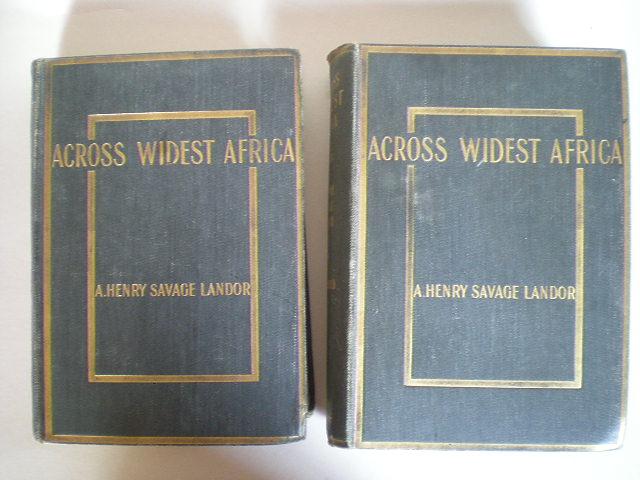 ACROSS WIDEST AFRICA
A. HENRY SAVAGE LANDOR
ACROSS WIDEST AFRICA
A. HENRY SAVAGE LANDOR